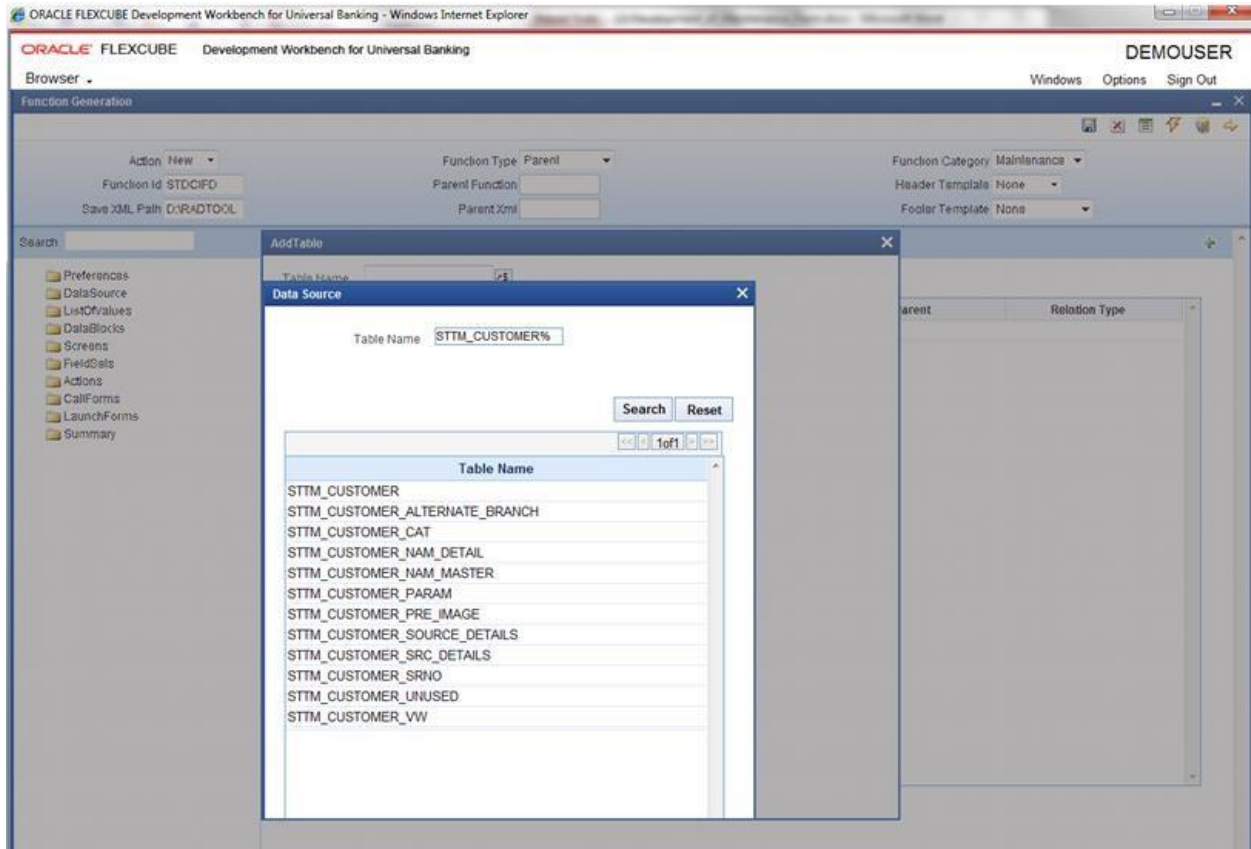 ORACLE FLEXCUBE Development Workbench for Universal Banking - Windows Internet Explorer
ORACLE FLEXCUBE Development Workbench for Universal Banking
DEMOUSER
Browser
Windows Options Sign Out
Function Generation
Action New Function Type Parent Function Category Maintenance
Function Id STDCIFD Parent Function Header Template None
Save XML Path D:\RADTOOL Parent Xml Footer Template None
Search
AddTable
Preferences
DataSource
ListOfValues
DataBlocks
Screens
FieldSets
Actions
CallForms
LaunchForms
Summary
Table Name
Data Source
arent Relation Type
Table Name STTM_CUSTOMER%
Search Reset
<< < 1of1 > >>
Table Name
STTM_CUSTOMER
STTM_CUSTOMER_ALTERNATE_BRANCH
STTM_CUSTOMER_CAT
STTM_CUSTOMER_NAM_DETAIL
STTM_CUSTOMER_NAM_MASTER
STTM_CUSTOMER_PARAM
STTM_CUSTOMER_PRE_IMAGE
STTM_CUSTOMER_SOURCE_DETAILS
STTM_CUSTOMER_SRC_DETAILS
STTM_CUSTOMER_SRNO
STTM_CUSTOMER_UNUSED
STTM_CUSTOMER_VW